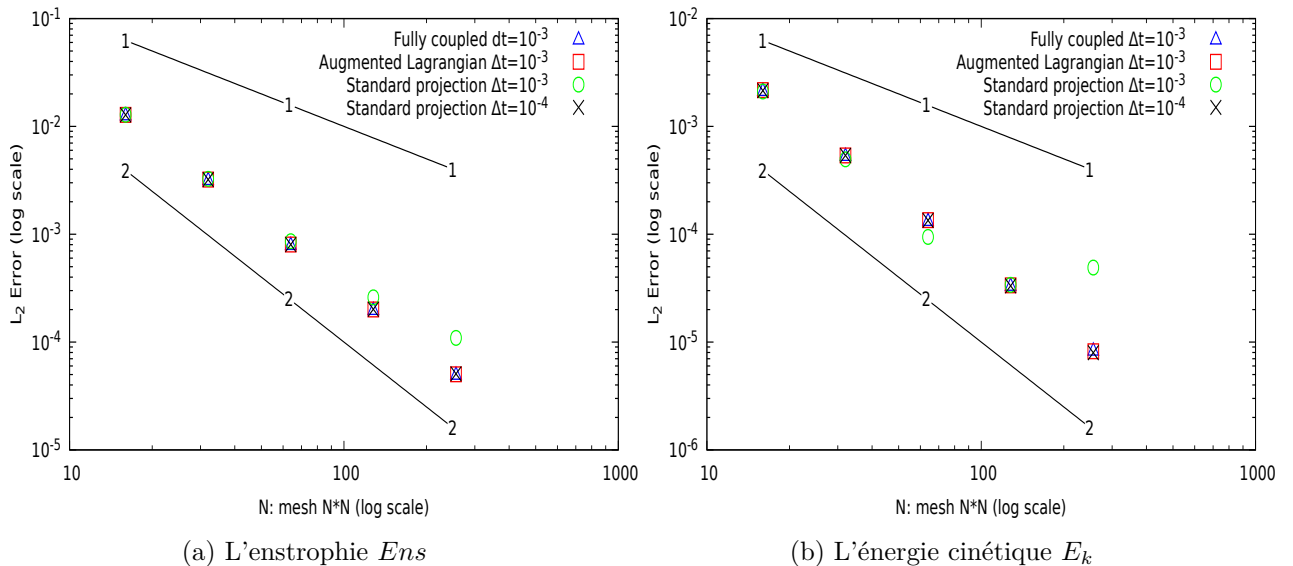 10^-1
10^-2
10^-3
10^-4
10^-5
L_2 Error (log scale)
10
100
1000
N: mesh N*N (log scale)
Fully coupled dt=10^-3
Augmented Lagrangian Δt=10^-3
Standard projection Δt=10^-3
Standard projection Δt=10^-4
1
1
1
2
2
2
(a) L'enstrophie Ens
10^-2
10^-3
10^-4
10^-5
10^-6
L_2 Error (log scale)
10
100
1000
N: mesh N*N (log scale)
Fully coupled Δt=10^-3
Augmented Lagrangian Δt=10^-3
Standard projection Δt=10^-3
Standard projection Δt=10^-4
1
1
1
2
2
2
(b) L'énergie cinétique E_k